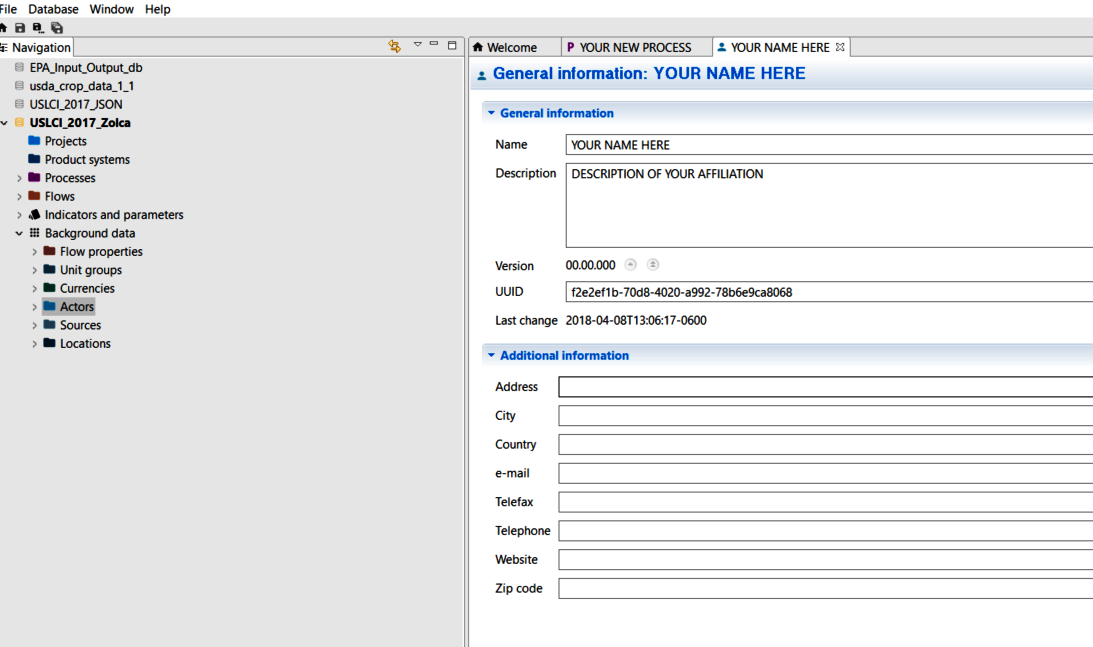 File Database Window Help
Navigation
EPA_Input_Output_db
usda_crop_data_1_1
USLCI_2017_JSON
USLCI_2017_Zolca
Projects
Product systems
Processes
Flows
Indicators and parameters
Background data
Flow properties
Unit groups
Currencies
Actors
Sources
Locations
Welcome P YOUR NEW PROCESS YOUR NAME HERE
General information: YOUR NAME HERE
General information
Name YOUR NAME HERE
Description DESCRIPTION OF YOUR AFFILIATION
Version 00.00.000
UUID f2e2ef1b-70d8-4020-a992-78b6e9ca8068
Last change 2018-04-08T13:06:17-0600
Additional information
Address
City
Country
e-mail
Telefax
Telephone
Website
Zip code